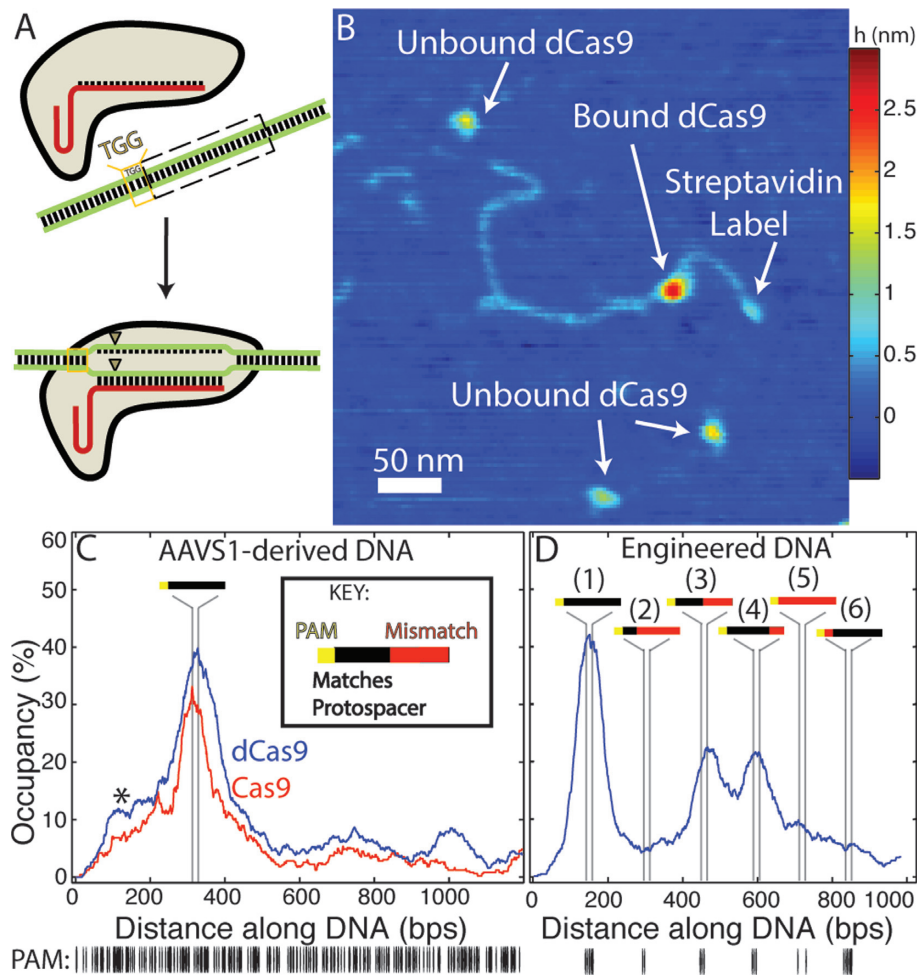 A
TGG
TGG
B
Unbound dCas9
Bound dCas9
Streptavidin
Label
Unbound dCas9
50 nm
h (nm)
3
2.5
2
1.5
1
0.5
0
C
AAVS1-derived DNA
KEY:
PAM
Mismatch
Matches
Protospacer
dCas9
Cas9
*
Occupancy (%)
60
50
40
30
20
10
0
0 200 400 600 800 1000
Distance along DNA (bps)
PAM:
D
Engineered DNA
(1)
(2)
(3)
(4)
(5)
(6)
0 200 400 600 800 1000
Distance along DNA (bps)